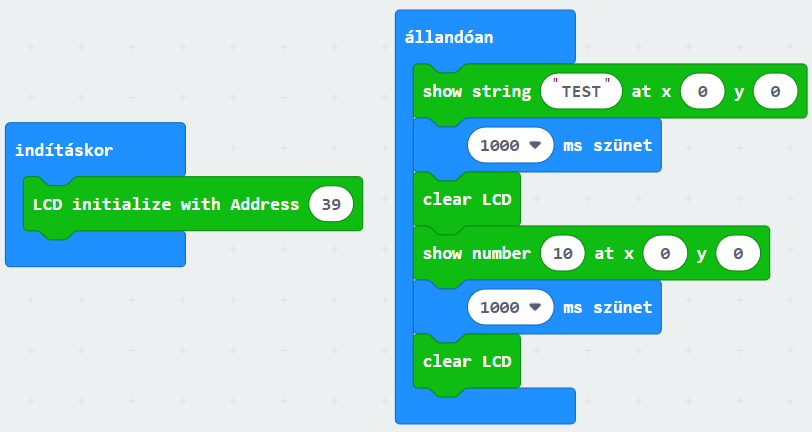 indításkor
LCD initialize with Address 39
állandóan
show string "TEST" at x 0 y 0
1000 ms szünet
clear LCD
show number 10 at x 0 y 0
1000 ms szünet
clear LCD